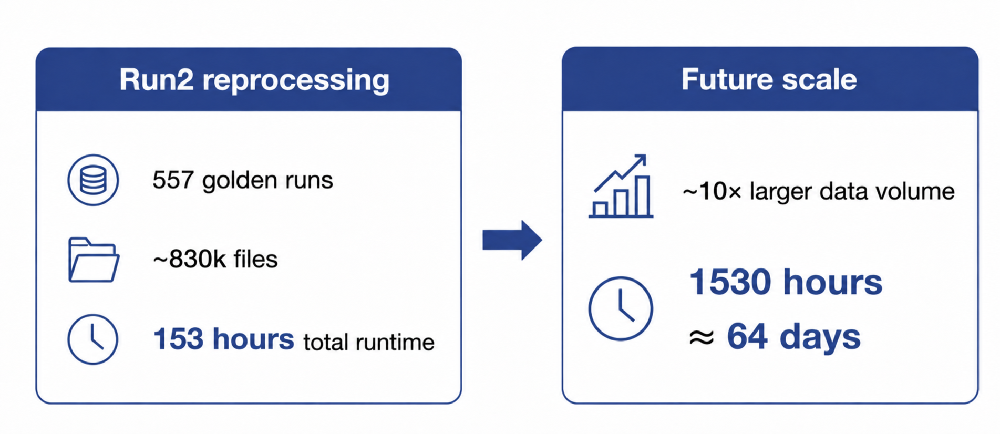 Run2 reprocessing
557 golden runs
~830k files
153 hours total runtime
Future scale
~10× larger data volume
1530 hours
≈ 64 days